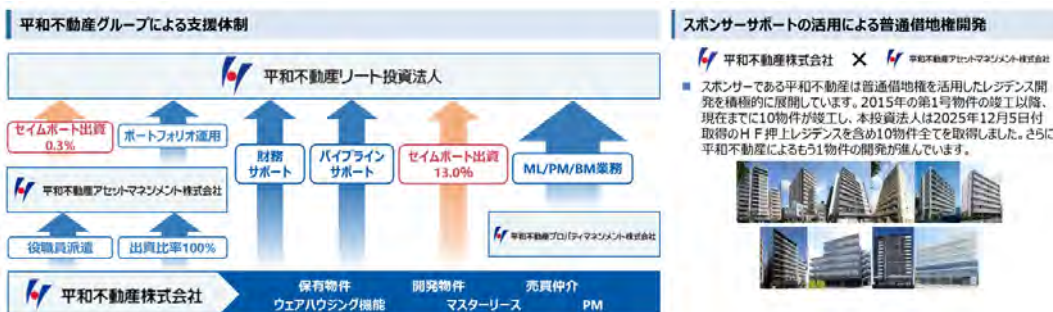 平和不動産グループによる支援体制
平和不動産リート投資法人
セイムボート出資
0.3%
ポートフォリオ運用
財務
サポート
パイプライン
サポート
セイムボート出資
13.0%
ML/PM/BM業務
平和不動産アセットマネジメント株式会社
平和不動産プロパティマネジメント株式会社
役職員派遣
出資比率100%
平和不動産株式会社
保有物件 開発物件 売買仲介
ウェアハウジング機能 マスターリース PM
スポンサーサポートの活用による普通借地権開発
平和不動産株式会社 × 平和不動産アセットマネジメント株式会社
■ スポンサーである平和不動産は普通借地権を活用したレジデンス開
発を積極的に展開しています。2015年の第1号物件の竣工以降、
現在までに10物件が竣工し、本投資法人は2025年12月5日付
取得のHF押上レジデンスを含め10物件全てを取得しました。さらに
平和不動産によるもう1物件の開発が進んでいます。